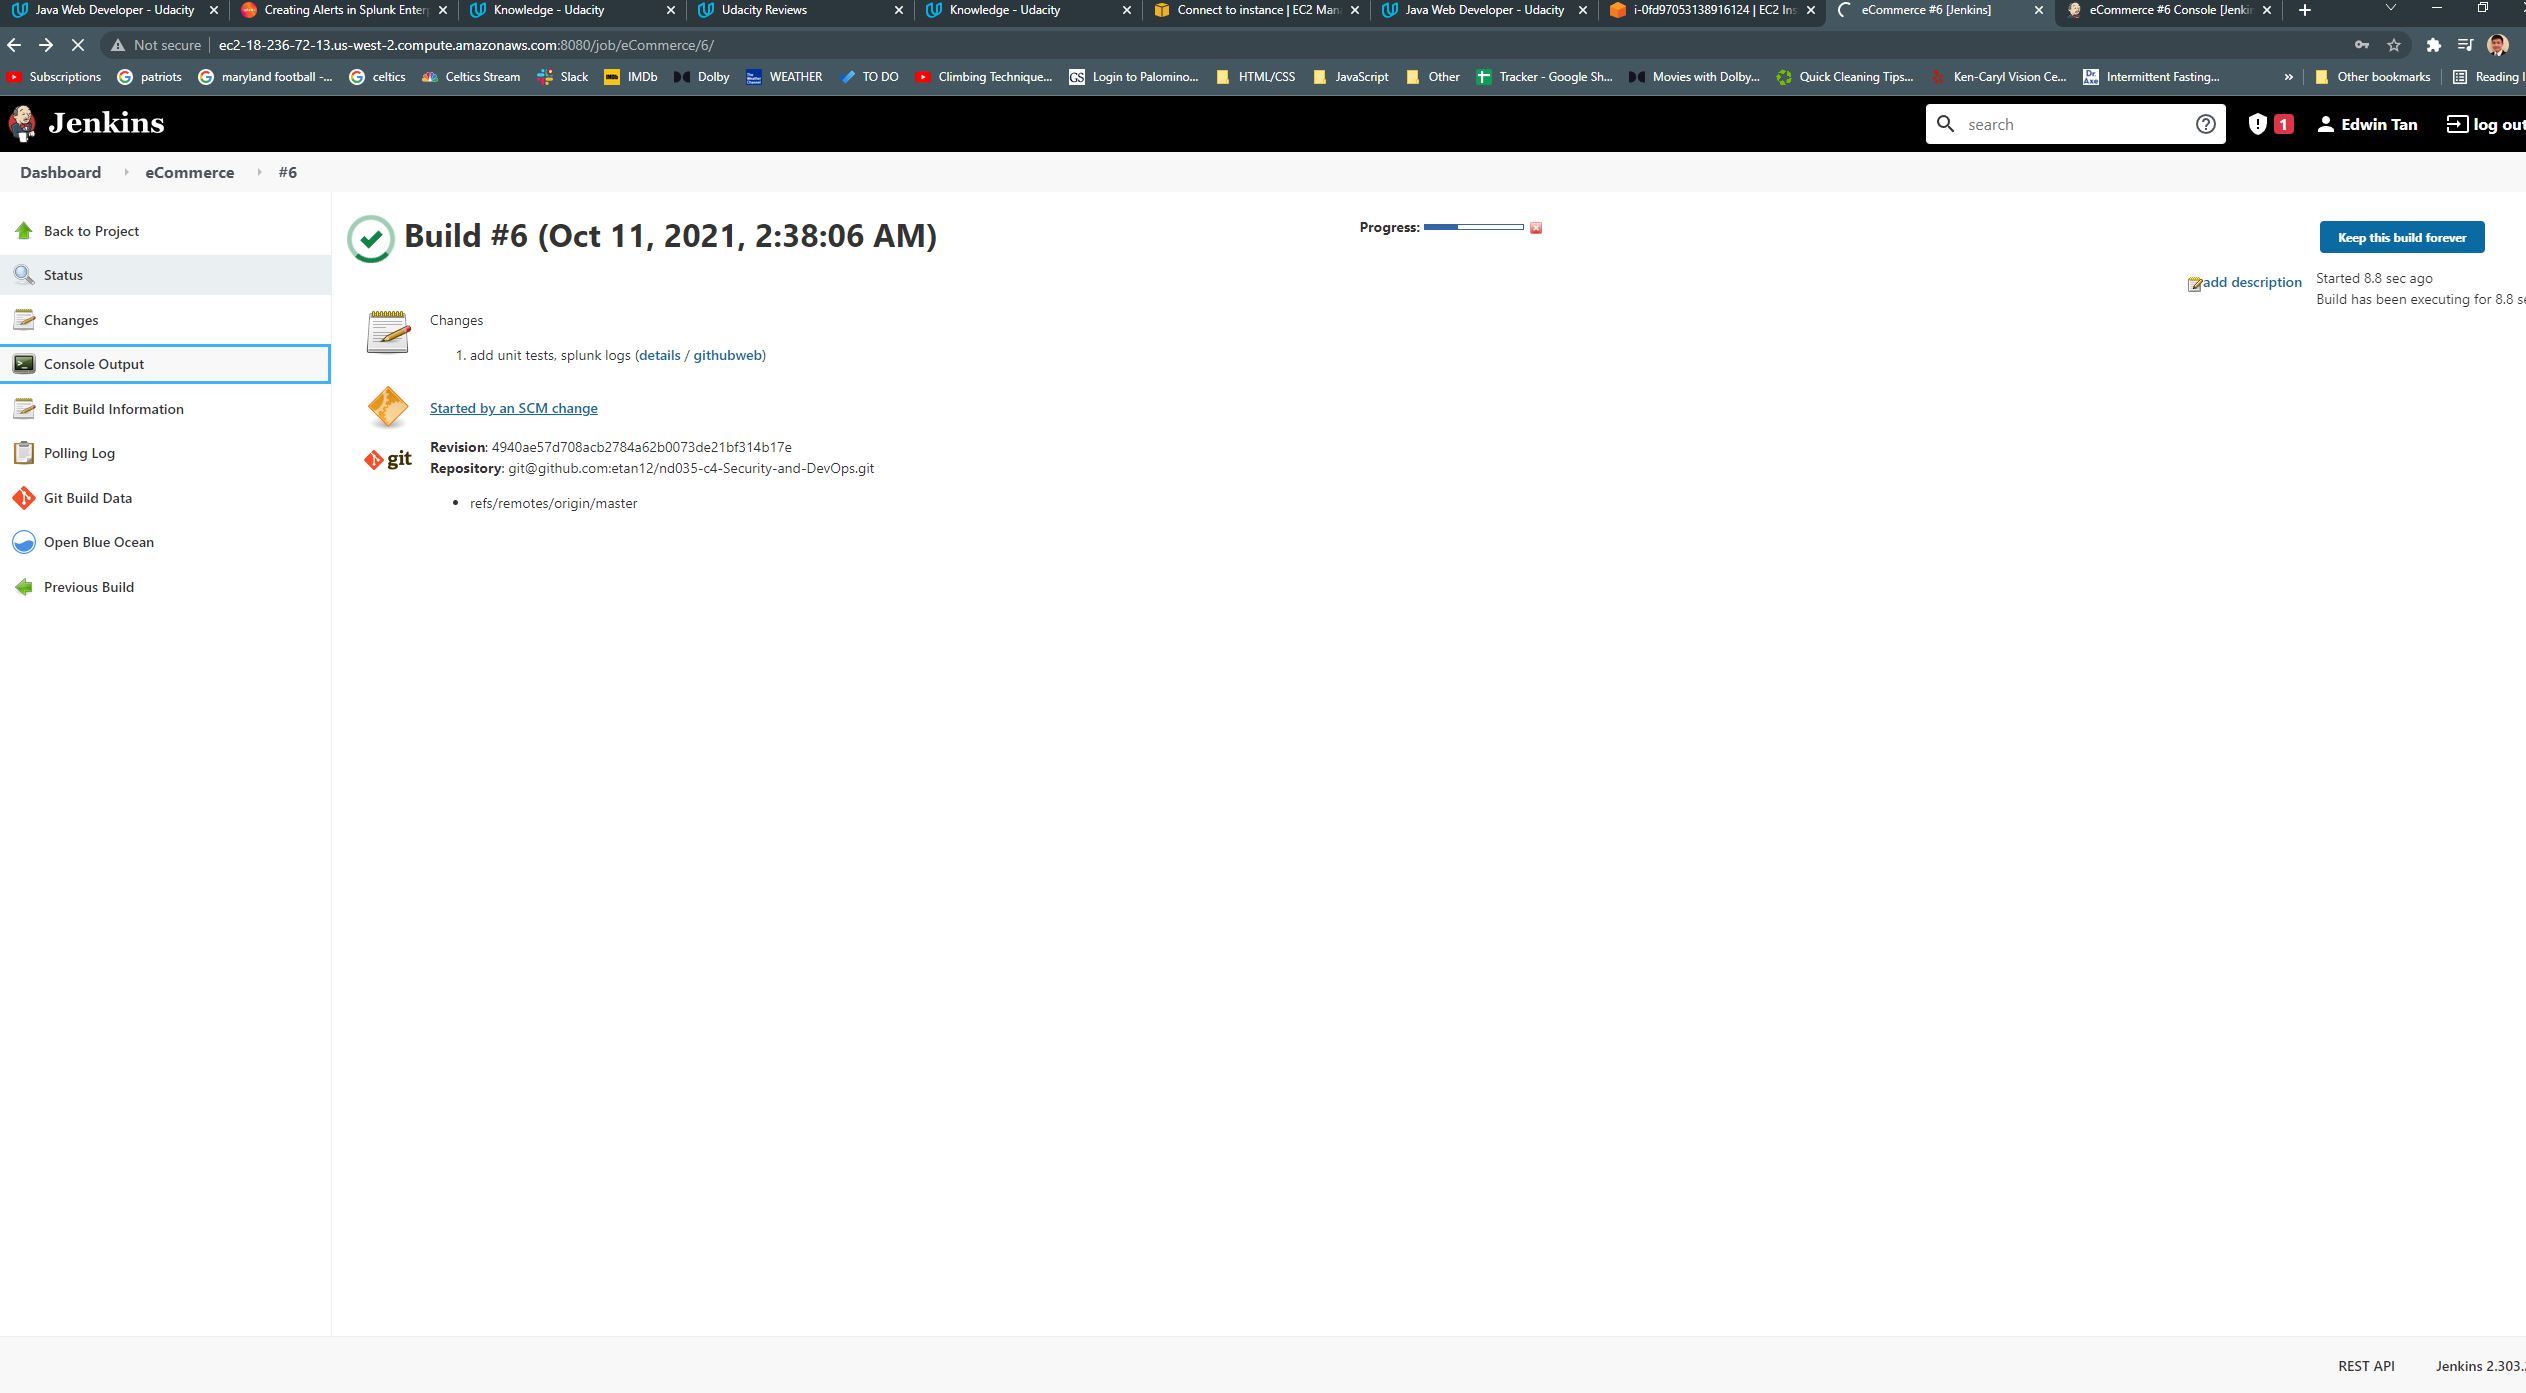 Java Web Developer - Udacity
Creating Alerts in Splunk Enter
Knowledge - Udacity
Udacity Reviews
Knowledge - Udacity
Connect to instance | EC2 Man
Java Web Developer - Udacity
i-0fd97053138916124 | EC2 Ins
eCommerce #6 [Jenkins]
eCommerce #6 Console [Jenkin
Not secure ec2-18-236-72-13.us-west-2.compute.amazonaws.com:8080/job/eCommerce/6/
Subscriptions patriots maryland football -... celtics Celtics Stream Slack IMDb Dolby WEATHER TO DO Climbing Technique... Login to Palomino... HTML/CSS JavaScript Other Tracker - Google Sh... Movies with Dolby... Quick Cleaning Tips... Ken-Caryl Vision Ce... Intermittent Fasting... » Other bookmarks Reading
Jenkins
search
1
Edwin Tan
log out
Dashboard eCommerce #6
Back to Project
Status
Changes
Console Output
Edit Build Information
Polling Log
Git Build Data
Open Blue Ocean
Previous Build
Build #6 (Oct 11, 2021, 2:38:06 AM)
Progress:
Keep this build forever
add description
Started 8.8 sec ago
Build has been executing for 8.8 se
Changes
1. add unit tests, splunk logs (details / githubweb)
Started by an SCM change
git
Revision: 4940ae57d708acb2784a62b0073de21bf314b17e
Repository: git@github.com:etan12/nd035-c4-Security-and-DevOps.git
• refs/remotes/origin/master
REST API
Jenkins 2.303.